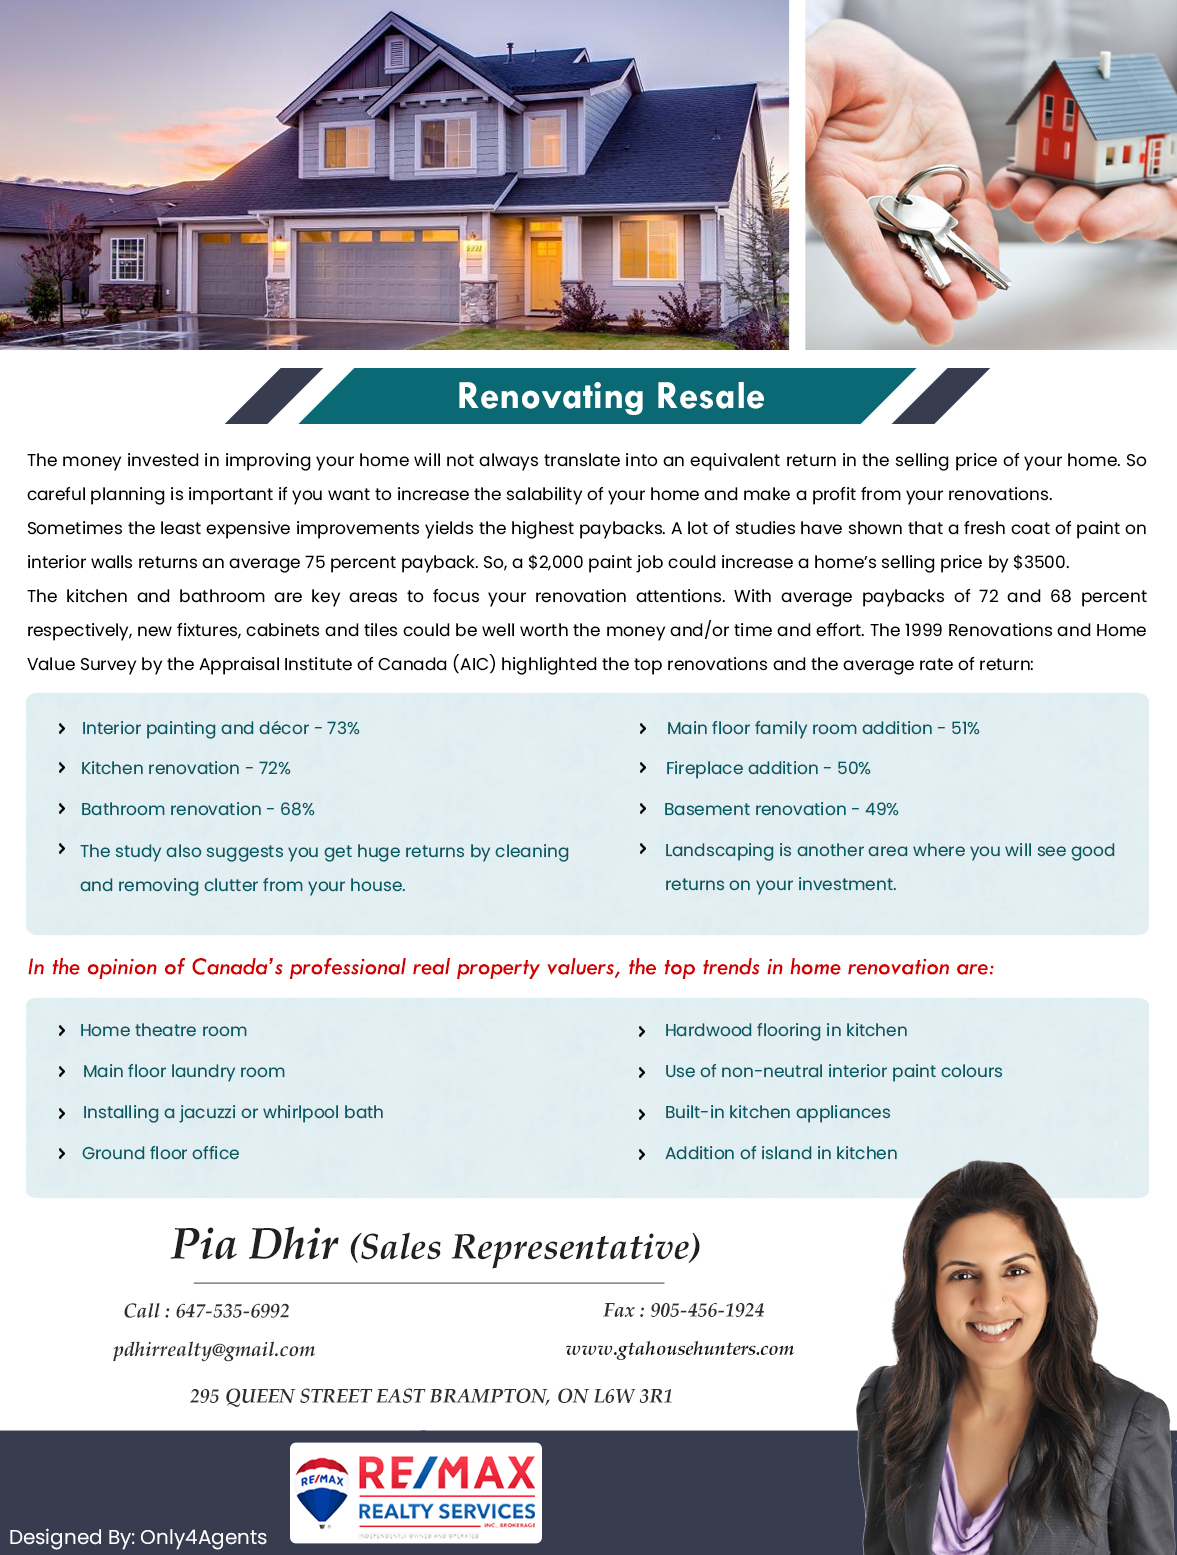 Renovating Resale
The money invested in improving your home will not always translate into an equivalent return in the selling price of your home. So
careful planning is important if you want to increase the salability of your home and make a profit from your renovations.
Sometimes the least expensive improvements yields the highest paybacks. A lot of studies have shown that a fresh coat of paint on
interior walls returns an average 75 percent payback. So, a $2,000 paint job could increase a home's selling price by $3500.
The kitchen and bathroom are key areas to focus your renovation attentions. With average paybacks of 72 and 68 percent
respectively, new fixtures, cabinets and tiles could be well worth the money and/or time and effort. The 1999 Renovations and Home
Value Survey by the Appraisal Institute of Canada (AIC) highlighted the top renovations and the average rate of return:
Interior painting and décor - 73%
Kitchen renovation - 72%
Bathroom renovation - 68%
The study also suggests you get huge returns by cleaning
and removing clutter from your house.
Main floor family room addition - 51%
Fireplace addition - 50%
Basement renovation - 49%
Landscaping is another area where you will see good
returns on your investment.
In the opinion of Canada's professional real property valuers, the top trends in home renovation are:
Home theatre room
Main floor laundry room
Installing a jacuzzi or whirlpool bath
Ground floor office
Hardwood flooring in kitchen
Use of non-neutral interior paint colours
Built-in kitchen appliances
Addition of island in kitchen
Pia Dhir (Sales Representative)
Call : 647-535-6992
Fax : 905-456-1924
pdhirrealty@gmail.com
www.gtahousehunters.com
295 QUEEN STREET EAST BRAMPTON, ON L6W 3R1
RE/MAX
RE/MAX
REALTY SERVICES
INC., BROKERAGE
INDEPENDENTLY OWNED AND OPERATED
Designed By: Only4Agents